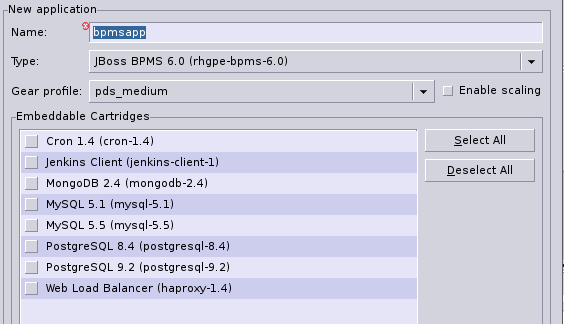 New application
Name: bpmsapp
Type: JBoss BPMS 6.0 (rhgpe-bpms-6.0)
Gear profile: pds_medium Enable scaling
Embeddable Cartridges
Cron 1.4 (cron-1.4) Select All
Jenkins Client (jenkins-client-1) Deselect All
MongoDB 2.4 (mongodb-2.4)
MySQL 5.1 (mysql-5.1)
MySQL 5.5 (mysql-5.5)
PostgreSQL 8.4 (postgresql-8.4)
PostgreSQL 9.2 (postgresql-9.2)
Web Load Balancer (haproxy-1.4)